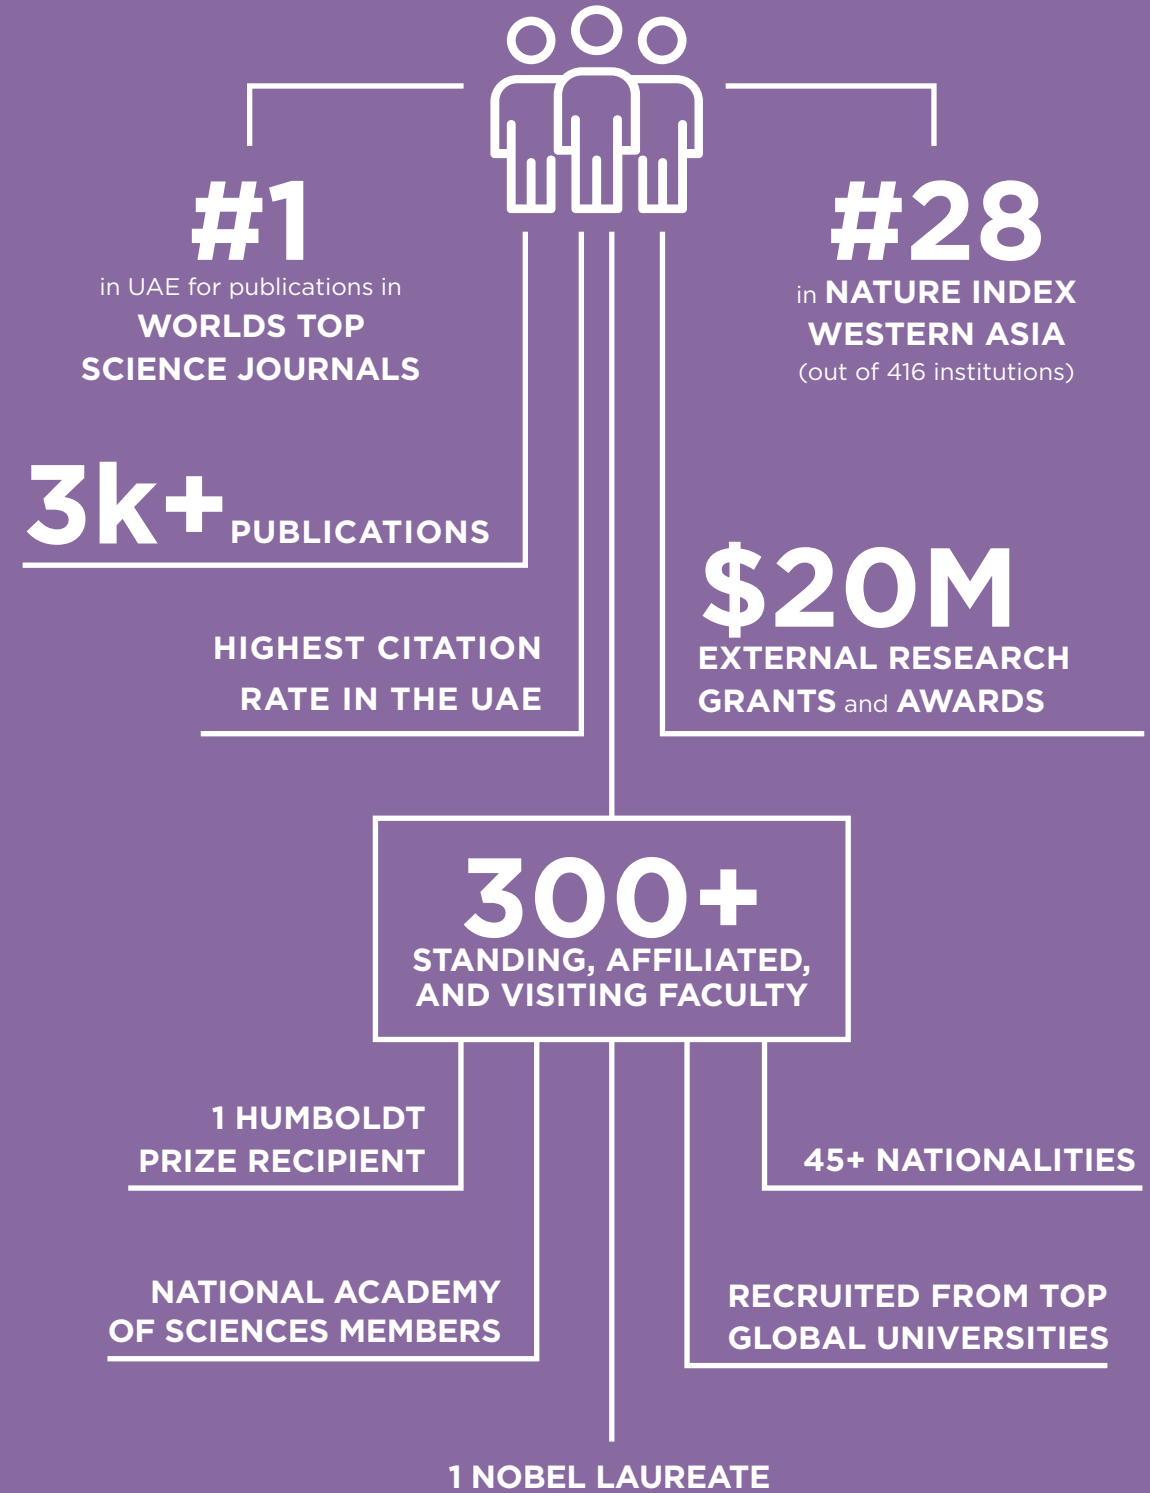 #1
in UAE for publications in
WORLDS TOP
SCIENCE JOURNALS
#28
in NATURE INDEX
WESTERN ASIA
(out of 416 institutions)
3k+ PUBLICATIONS
HIGHEST CITATION
RATE IN THE UAE
$20M
EXTERNAL RESEARCH
GRANTS and AWARDS
300+
STANDING, AFFILIATED,
AND VISITING FACULTY
1 HUMBOLDT
PRIZE RECIPIENT
45+ NATIONALITIES
NATIONAL ACADEMY
OF SCIENCES MEMBERS
RECRUITED FROM TOP
GLOBAL UNIVERSITIES
1 NOBEL LAUREATE